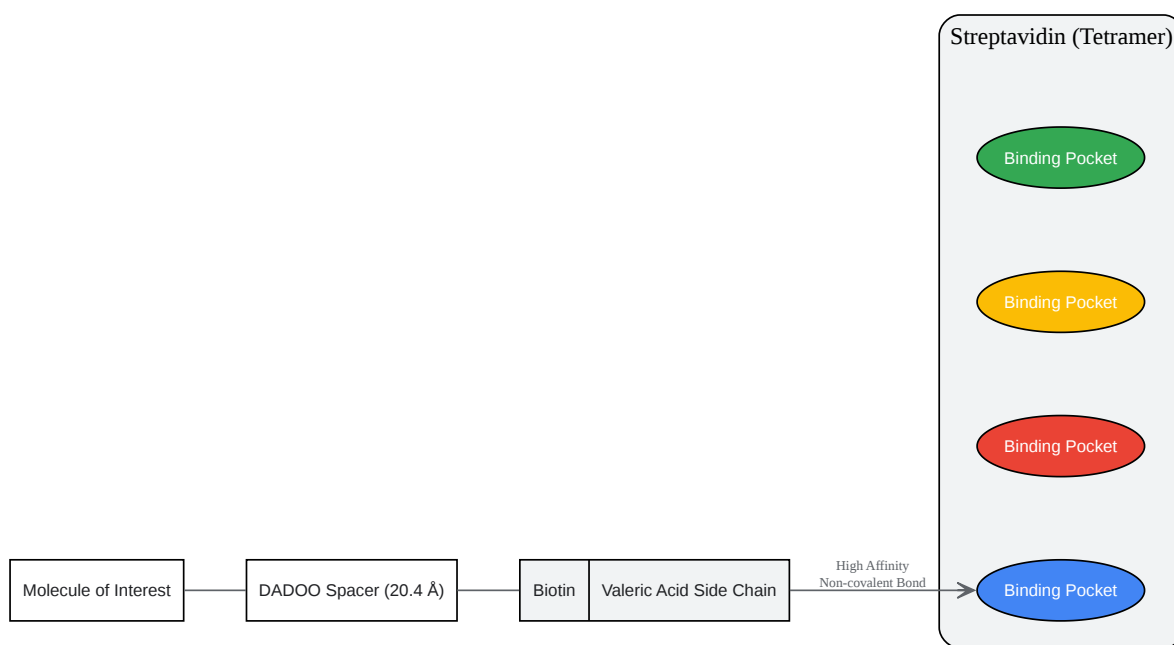 Streptavidin (Tetramer)
Binding Pocket
Binding Pocket
Binding Pocket
Molecule of Interest
DADOO Spacer (20.4 Å)
Biotin
Valeric Acid Side Chain
High Affinity
Non-covalent Bond
Binding Pocket